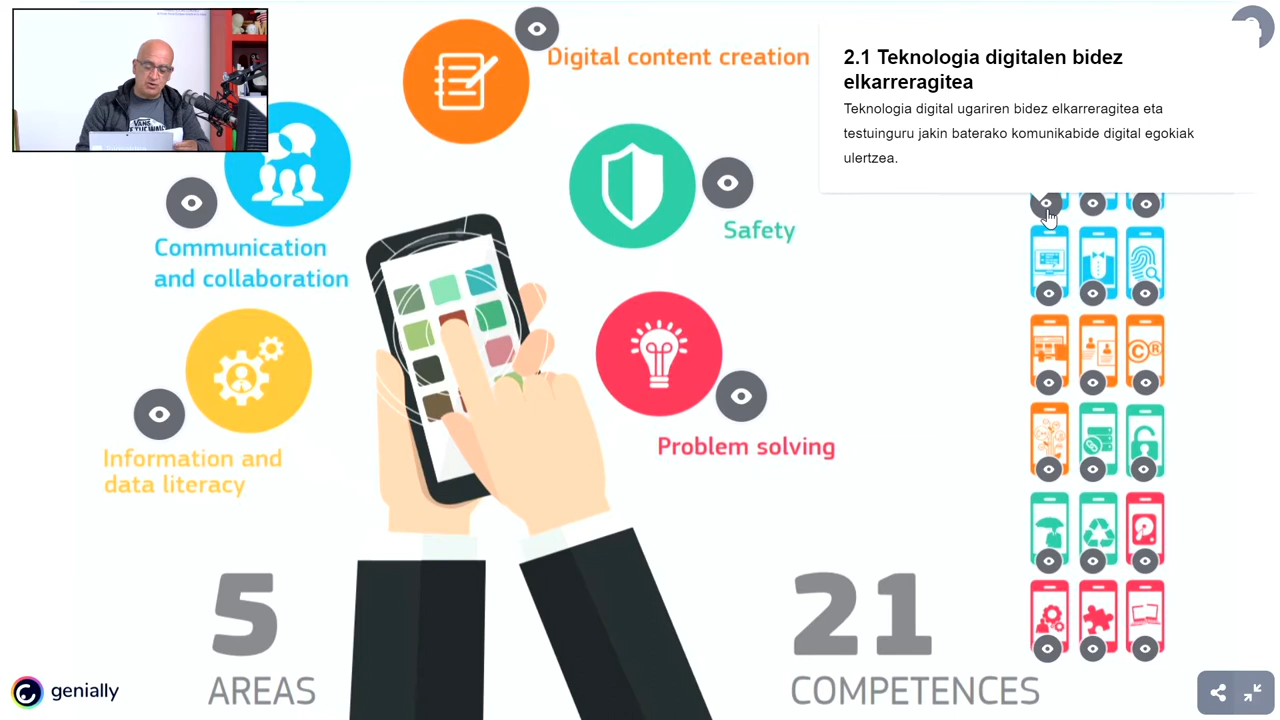 Digital content creation
2.1 Teknologia digitalen bidez
elkarreragitea
Teknologia digital ugariren bidez elkarreragitea eta
testuinguru jakin baterako komunikabide digital egokiak
ulertzea.
VANS
Safety
Communication
and collaboration
Problem solving
Information and
data literacy
5
AREAS
21
COMPETENCES
genially